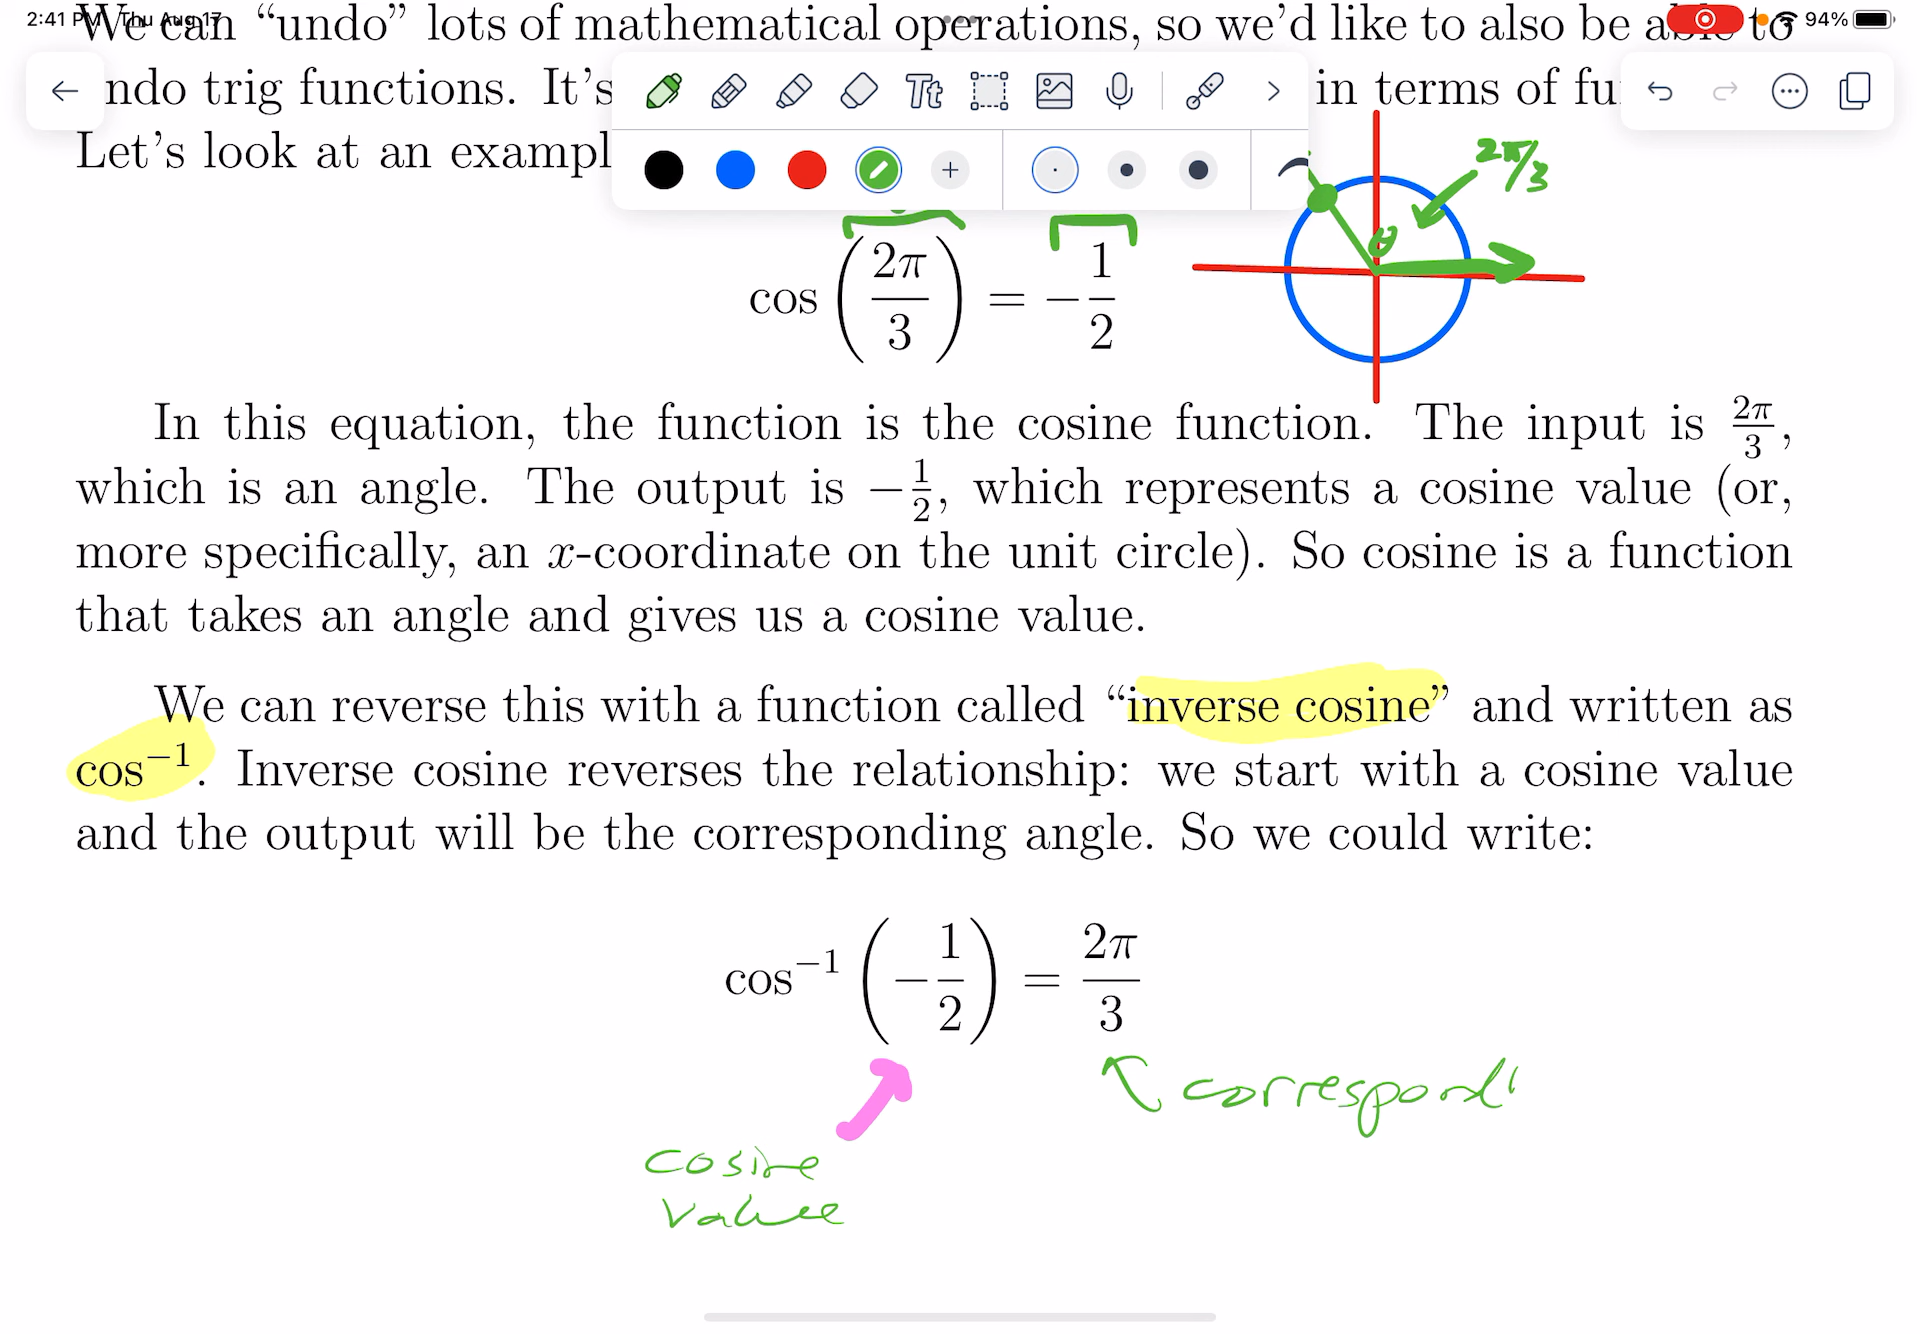 2:41 PM Thu Aug 17
94%
We can “undo” lots of mathematical operations, so we’d like to also be able to
ndo trig functions. It’s in terms of fu
Let’s look at an exampl
Tt
2π/3
θ
cos(2π/3) = −1/2
In this equation, the function is the cosine function. The input is 2π/3,
which is an angle. The output is −1/2, which represents a cosine value (or,
more specifically, an x-coordinate on the unit circle). So cosine is a function
that takes an angle and gives us a cosine value.
We can reverse this with a function called “inverse cosine” and written as
cos⁻¹. Inverse cosine reverses the relationship: we start with a cosine value
and the output will be the corresponding angle. So we could write:
cos⁻¹(−1/2) = 2π/3
correspondi
cosine
value